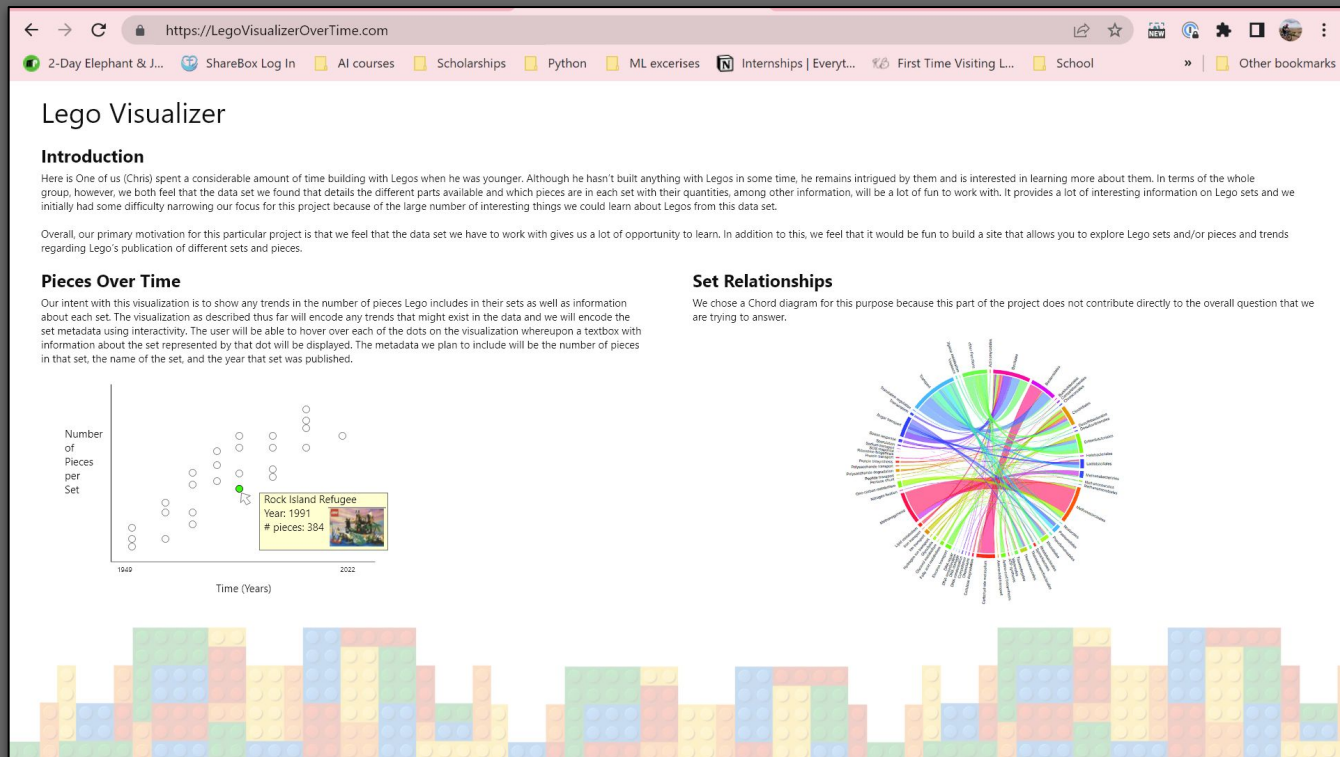 https://LegoVisualizerOverTime.com
NEW
2-Day Elephant & J...
ShareBox Log In
AI courses
Scholarships
Python
ML excerises
Internships | Everyt...
First Time Visiting L...
School
»
Other bookmarks
Lego Visualizer
Introduction
Here is One of us (Chris) spent a considerable amount of time building with Legos when he was younger. Although he hasn't built anything with Legos in some time, he remains intrigued by them and is interested in learning more about them. In terms of the whole
group, however, we both feel that the data set we found that details the different parts available and which pieces are in each set with their quantities, among other information, will be a lot of fun to work with. It provides a lot of interesting information on Lego sets and we
initially had some difficulty narrowing our focus for this project because of the large number of interesting things we could learn about Legos from this data set.
Overall, our primary motivation for this particular project is that we feel that the data set we have to work with gives us a lot of opportunity to learn. In addition to this, we feel that it would be fun to build a site that allows you to explore Lego sets and/or pieces and trends
regarding Lego's publication of different sets and pieces.
Pieces Over Time
Our intent with this visualization is to show any trends in the number of pieces Lego includes in their sets as well as information
about each set. The visualization as described thus far will encode any trends that might exist in the data and we will encode the
set metadata using interactivity. The user will be able to hover over each of the dots on the visualization whereupon a textbox with
information about the set represented by that dot will be displayed. The metadata we plan to include will be the number of pieces
in that set, the name of the set, and the year that set was published.
Number
of
Pieces
per
Set
Rock Island Refugee
Year: 1991
# pieces: 384
1949
2022
Time (Years)
Set Relationships
We chose a Chord diagram for this purpose because this part of the project does not contribute directly to the overall question that we
are trying to answer.